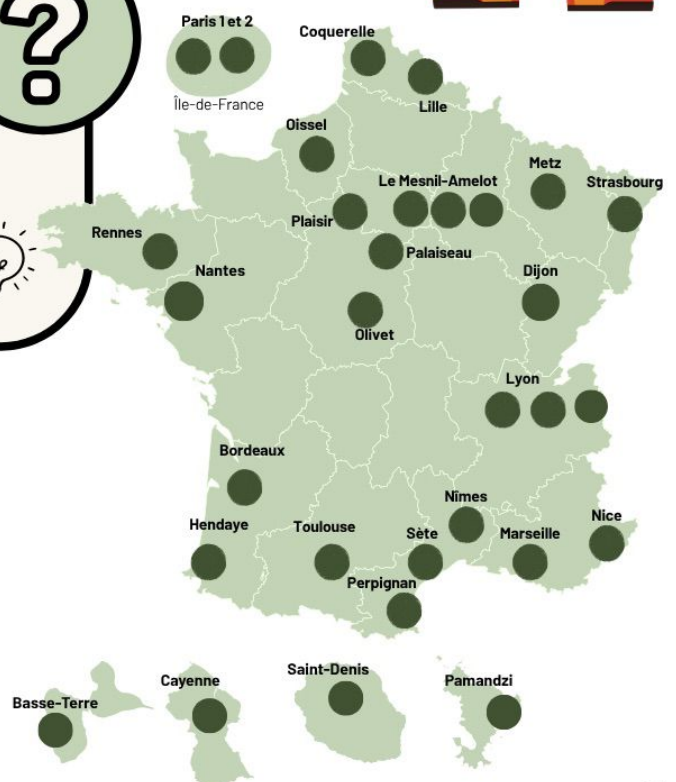 ?
Paris 1 et 2
Île-de-France
Coquerelle
Lille
Oissel
Metz
Le Mesnil-Amelot
Strasbourg
Plaisir
Rennes
Palaiseau
Nantes
Dijon
Olivet
Lyon
Bordeaux
Nîmes
Hendaye
Toulouse
Sète
Marseille
Nice
Perpignan
Basse-Terre
Cayenne
Saint-Denis
Pamandzi